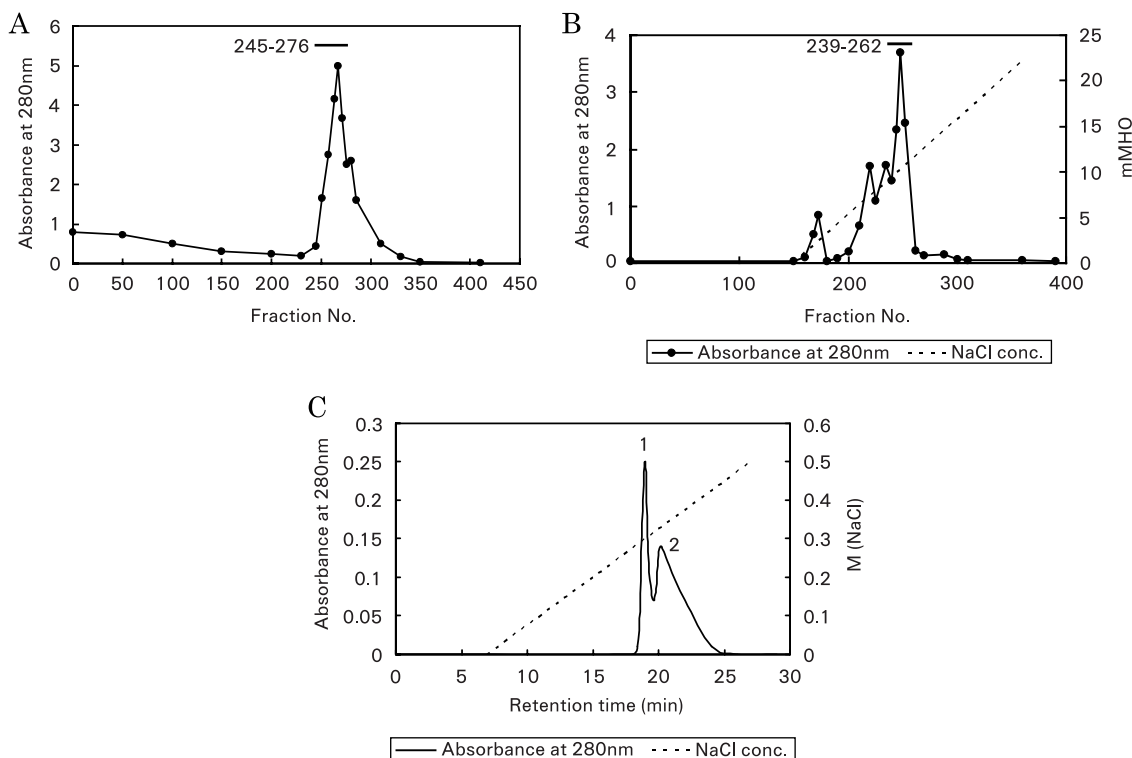 A
Absorbance at 280nm
6
5
4
3
2
1
0
245-276
0 50 100 150 200 250 300 350 400 450
Fraction No.
B
Absorbance at 280nm
4
3
2
1
0
239-262
25
20
15
10
5
0
mMHO
0 100 200 300 400
Fraction No.
Absorbance at 280nm NaCl conc.
C
Absorbance at 280nm
0.3
0.25
0.2
0.15
0.1
0.05
0
1
2
0.6
0.5
0.4
0.3
0.2
0.1
0
M (NaCl)
0 5 10 15 20 25 30
Retention time (min)
Absorbance at 280nm NaCl conc.